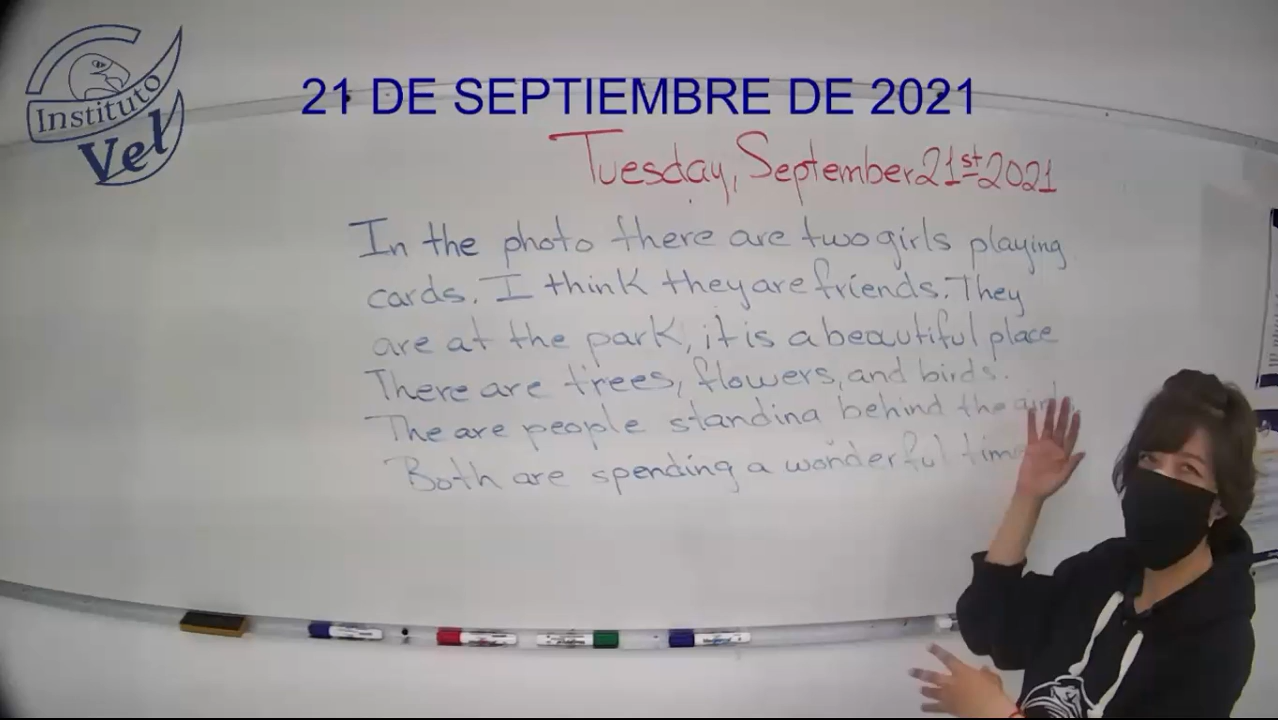 Instituto
Vel
21 DE SEPTIEMBRE DE 2021
Tuesday, September 21st 2021
In the photo there are two girls playing
cards. I think they are friends. They
are at the park, it is a beautiful place
There are trees, flowers, and birds.
The are people standing behind the
Both are spending a wonderful